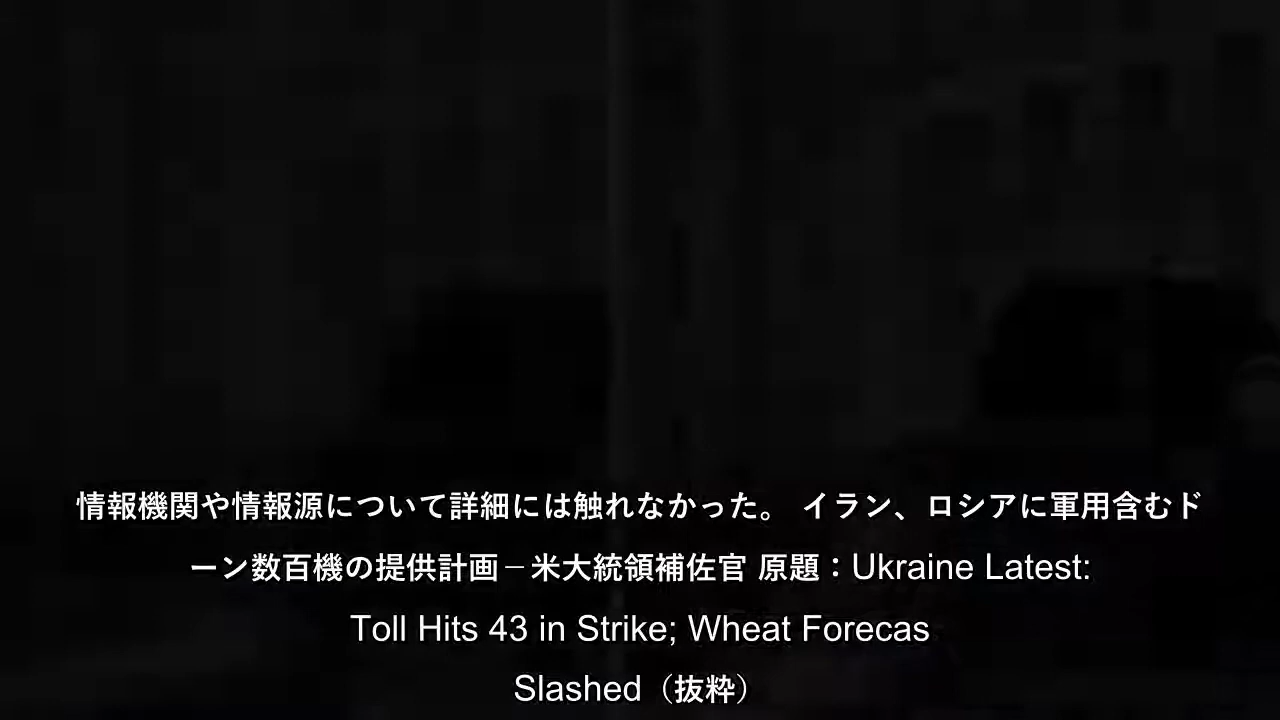 情報機関や情報源について詳細には触れなかった。 イラン、ロシアに軍用含むド
ーン数百機の提供計画－米大統領補佐官 原題：Ukraine Latest:
Toll Hits 43 in Strike; Wheat Forecas
Slashed（抜粋）